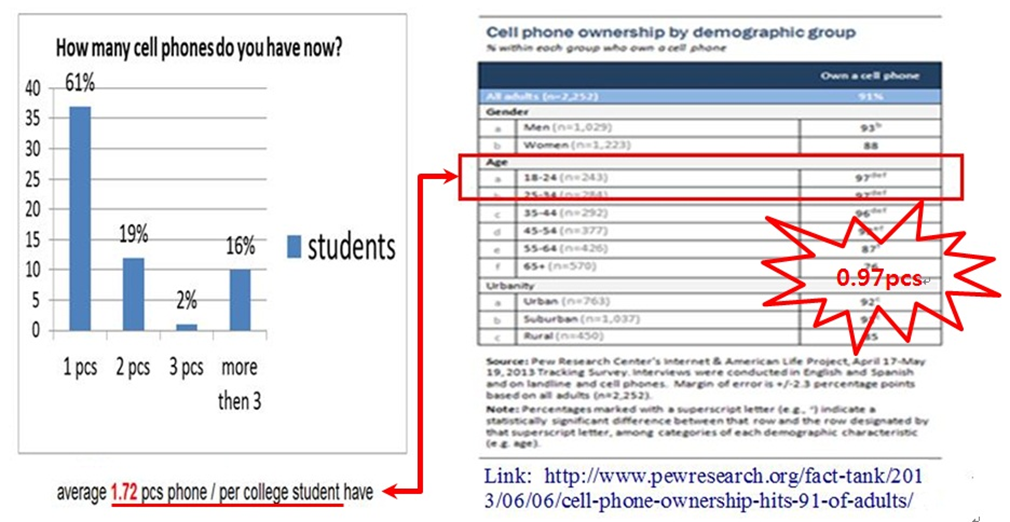 How many cell phones do you have now?
61%
40
35
30
25
20
15
10
5
0
19%
2%
16%
students
1 pcs
2 pcs
3 pcs
more
then 3
average 1.72 pcs phone / per college student have
Cell phone ownership by demographic group
% within each group who own a cell phone
Own a cell phone
All adults (n=2,252) 91%
Gender
a Men (n=1,029) 93ᵇ
b Women (n=1,223) 88
Age
a 18-24 (n=243) 97ᵈᵉᶠ
b 25-34 (n=284) 97ᵈᵉᶠ
c 35-44 (n=292) 96ᵈᵉᶠ
d 45-54 (n=377)
e 55-64 (n=426) 87ᶠ
f 65+ (n=570) 76
0.97pcs
Urbanity
a Urban (n=763) 92ᶜ
b Suburban (n=1,037)
c Rural (n=450) 85
Source: Pew Research Center's Internet & American Life Project, April 17-May
19, 2013 Tracking Survey. Interviews were conducted in English and Spanish
and on landline and cell phones. Margin of error is +/-2.3 percentage points
based on all adults (n=2,252).
Note: Percentages marked with a superscript letter (e.g., ᵃ) indicate a
statistically significant difference between that row and the row designated by
that superscript letter, among categories of each demographic characteristic
(e.g. age).
Link: http://www.pewresearch.org/fact-tank/201
3/06/06/cell-phone-ownership-hits-91-of-adults/